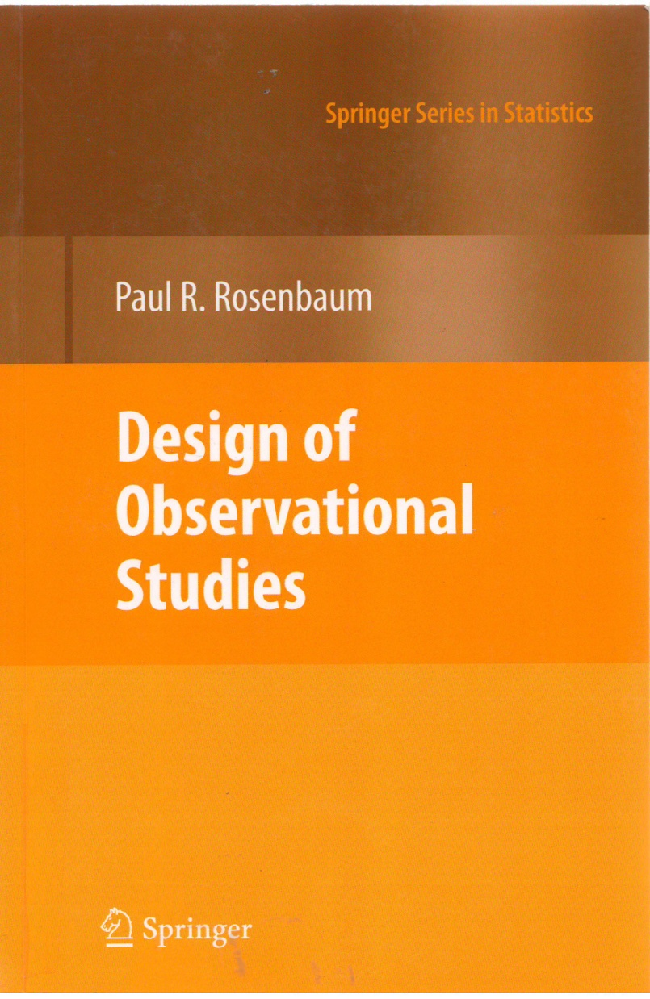 Springer Series in Statistics
Paul R. Rosenbaum
Design of
Observational
Studies
Springer